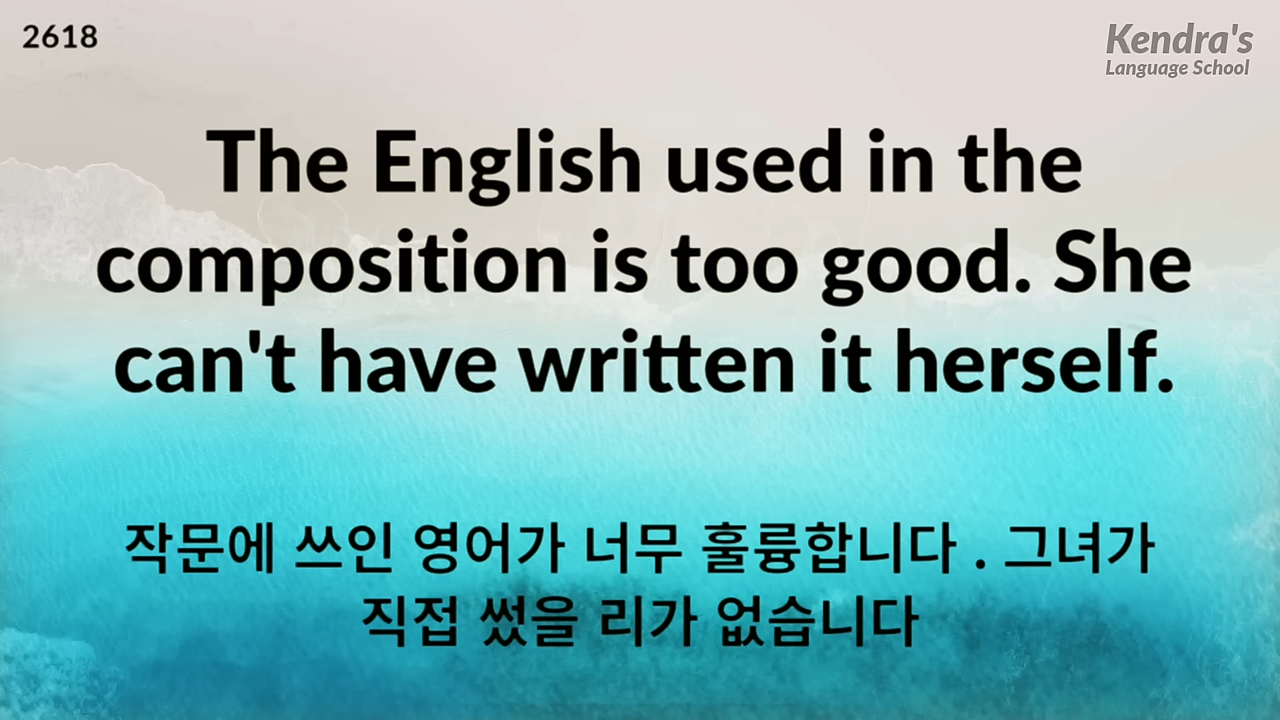 2618
Kendra's
Language School
The English used in the
composition is too good. She
can't have written it herself.
작문에 쓰인 영어가 너무 훌륭합니다 . 그녀가
직접 썼을 리가 없습니다